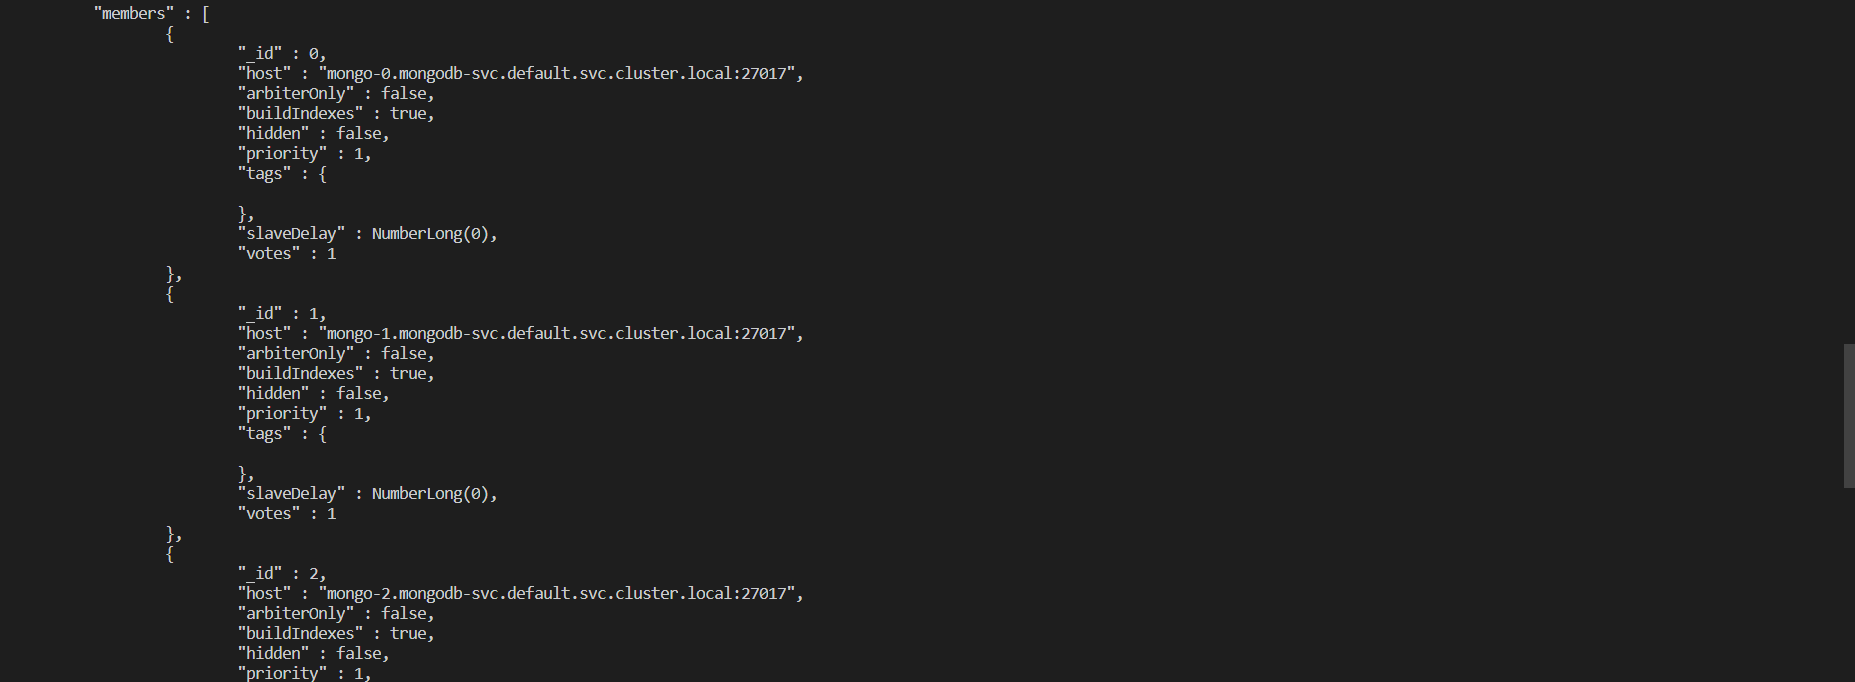 "members" : [
{
"_id" : 0,
"host" : "mongo-0.mongodb-svc.default.svc.cluster.local:27017",
"arbiterOnly" : false,
"buildIndexes" : true,
"hidden" : false,
"priority" : 1,
"tags" : {
},
"slaveDelay" : NumberLong(0),
"votes" : 1
},
{
"_id" : 1,
"host" : "mongo-1.mongodb-svc.default.svc.cluster.local:27017",
"arbiterOnly" : false,
"buildIndexes" : true,
"hidden" : false,
"priority" : 1,
"tags" : {
},
"slaveDelay" : NumberLong(0),
"votes" : 1
},
{
"_id" : 2,
"host" : "mongo-2.mongodb-svc.default.svc.cluster.local:27017",
"arbiterOnly" : false,
"buildIndexes" : true,
"hidden" : false,
"priority" : 1,